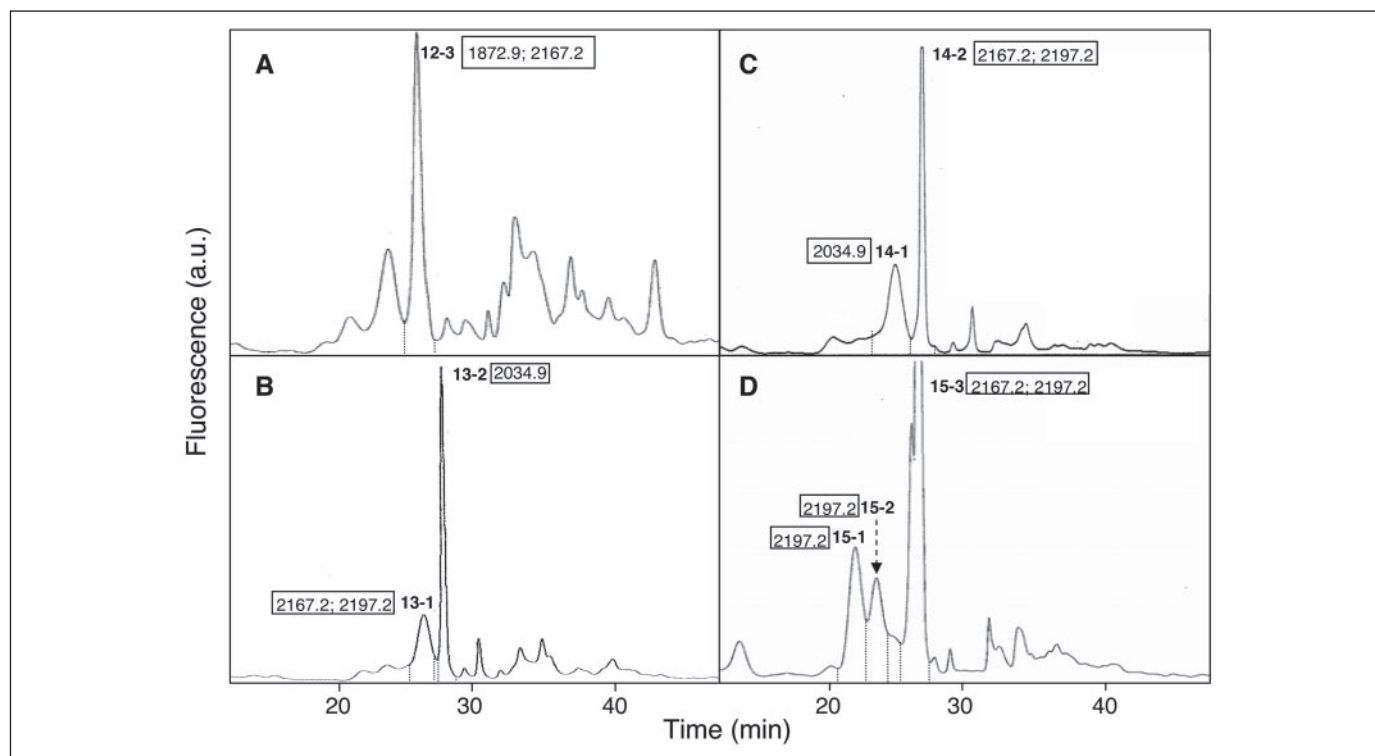 A
12-3 1872.9; 2167.2
C
14-2 2167.2; 2197.2
2034.9 14-1
Fluorescence (a.u.)
B
13-2 2034.9
2167.2; 2197.2 13-1
D
15-3 2167.2; 2197.2
2197.2 15-2
2197.2 15-1
20 30 40 20 30 40
Time (min)